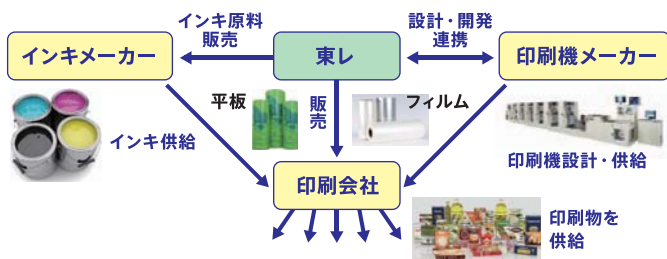 インキ原料
販売
設計・開発
連携
インキメーカー
東レ
印刷機メーカー
平板
販売
フィルム
インキ供給
印刷機設計・供給
印刷会社
印刷物を
供給